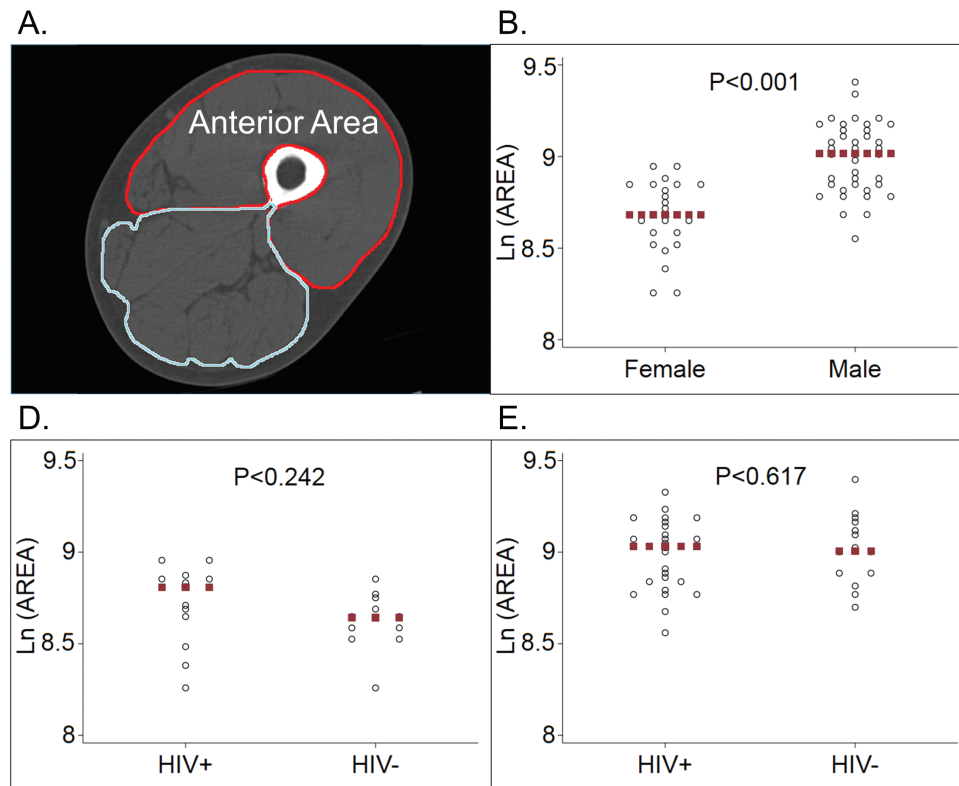 A.
Anterior Area
B.
P<0.001
9.5
9
8.5
8
Ln (AREA)
Female Male
D.
P<0.242
9.5
9
8.5
8
Ln (AREA)
HIV+ HIV-
E.
P<0.617
9.5
9
8.5
8
Ln (AREA)
HIV+ HIV-